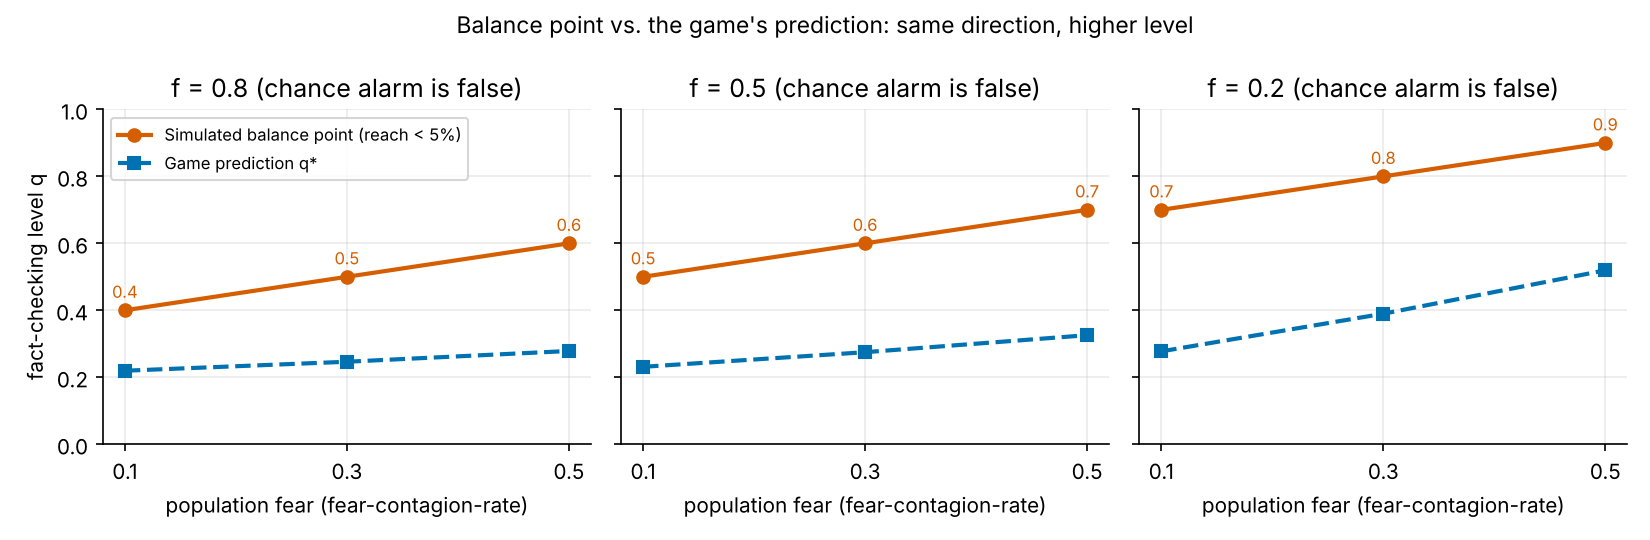 Balance point vs. the game's prediction: same direction, higher level
f = 0.8 (chance alarm is false)
f = 0.5 (chance alarm is false)
f = 0.2 (chance alarm is false)
fact-checking level q
1.0
0.8
0.6
0.4
0.2
0.0
Simulated balance point (reach < 5%)
Game prediction q*
0.4
0.5
0.6
0.1
0.3
0.5
population fear (fear-contagion-rate)
0.5
0.6
0.7
0.1
0.3
0.5
population fear (fear-contagion-rate)
0.7
0.8
0.9
0.1
0.3
0.5
population fear (fear-contagion-rate)